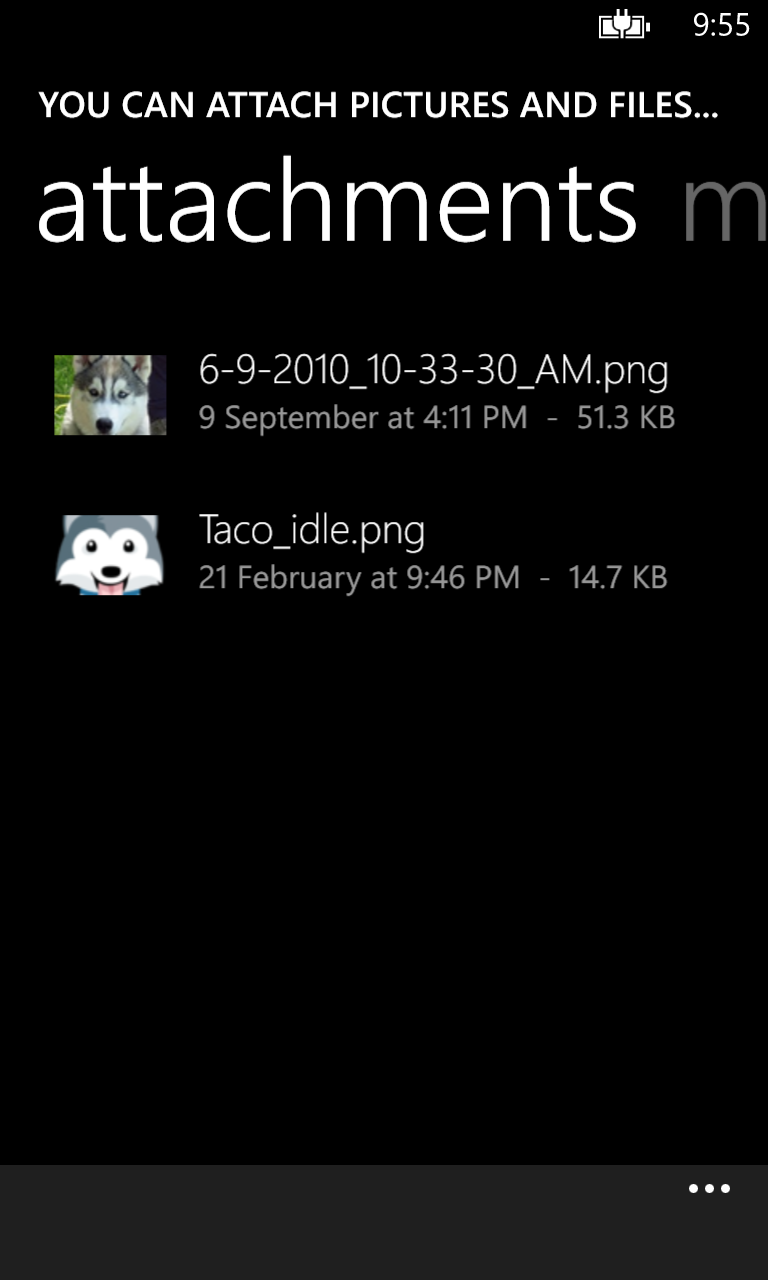 9:55
YOU CAN ATTACH PICTURES AND FILES...
attachments m
6-9-2010_10-33-30_AM.png
9 September at 4:11 PM - 51.3 KB
Taco_idle.png
21 February at 9:46 PM - 14.7 KB